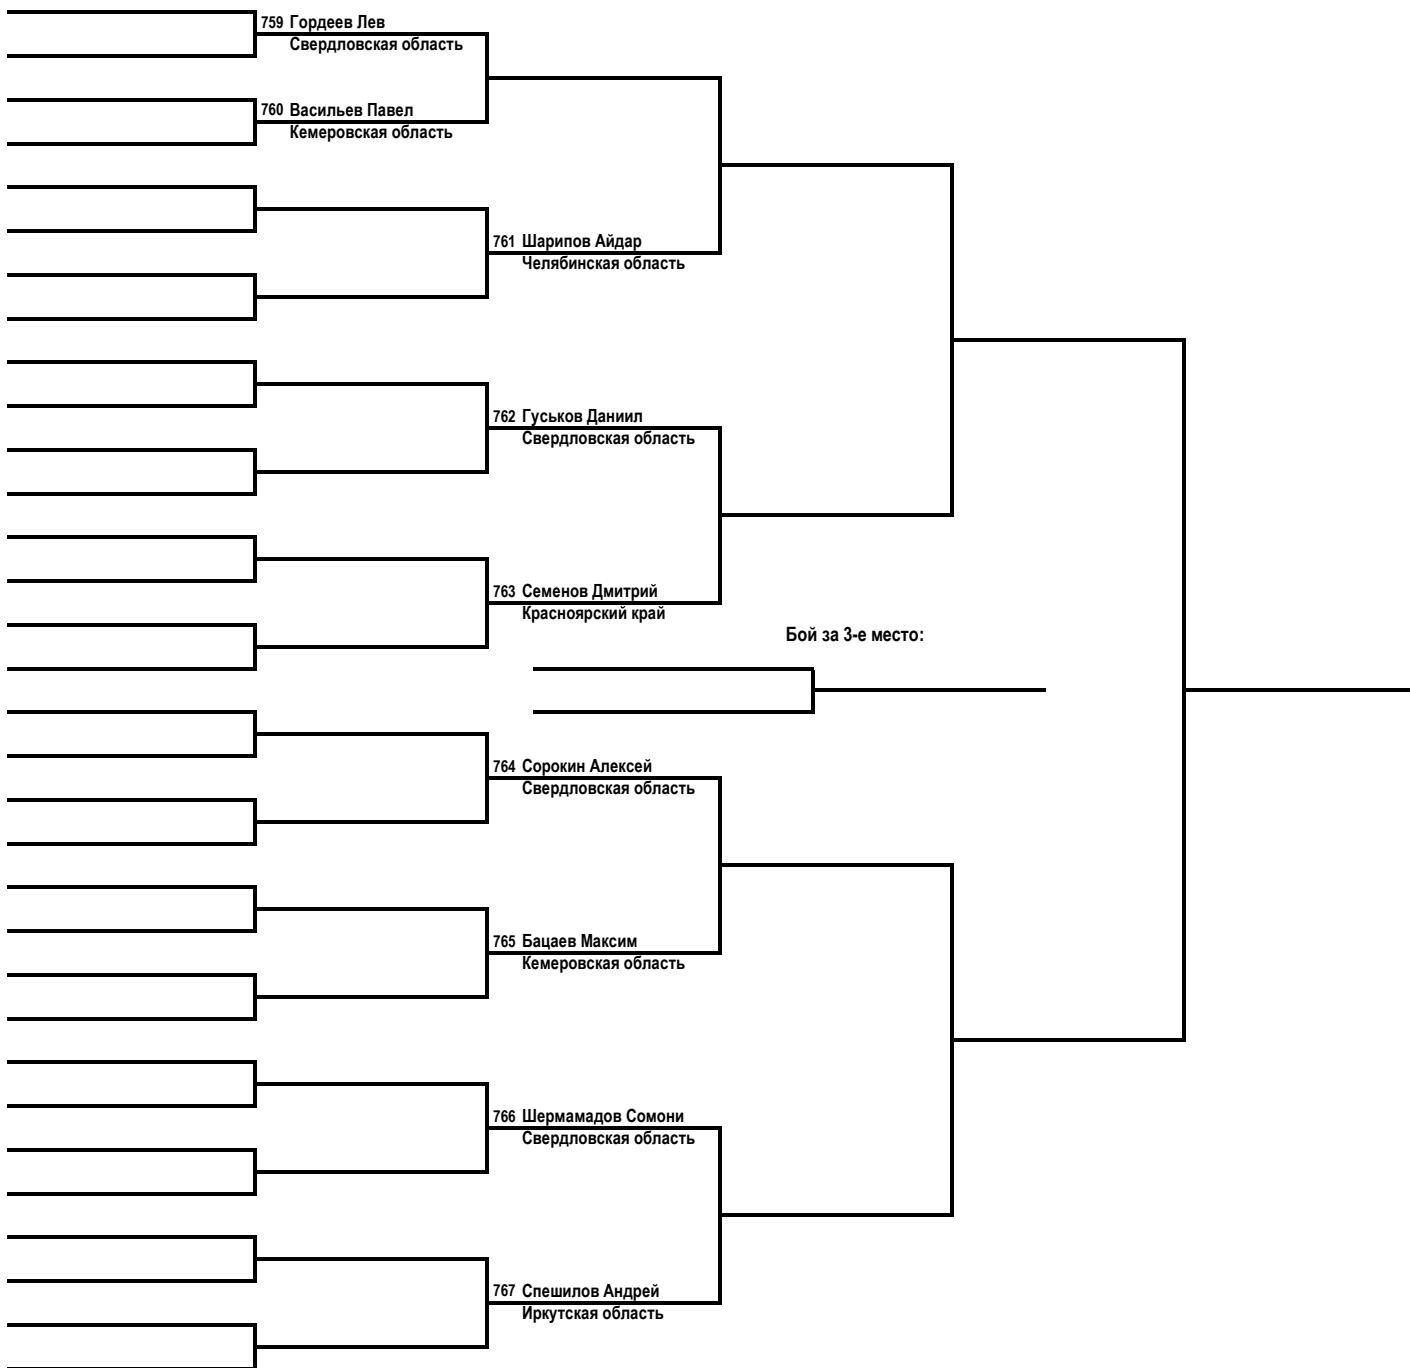 759 Гордеев Лев
Свердловская область
760 Васильев Павел
Кемеровская область
761 Шарипов Айдар
Челябинская область
762 Гуськов Даниил
Свердловская область
763 Семенов Дмитрий
Красноярский край
Бой за 3-е место:
764 Сорокин Алексей
Свердловская область
765 Бацаев Максим
Кемеровская область
766 Шермамадов Сомони
Свердловская область
767 Спешилов Андрей
Иркутская область